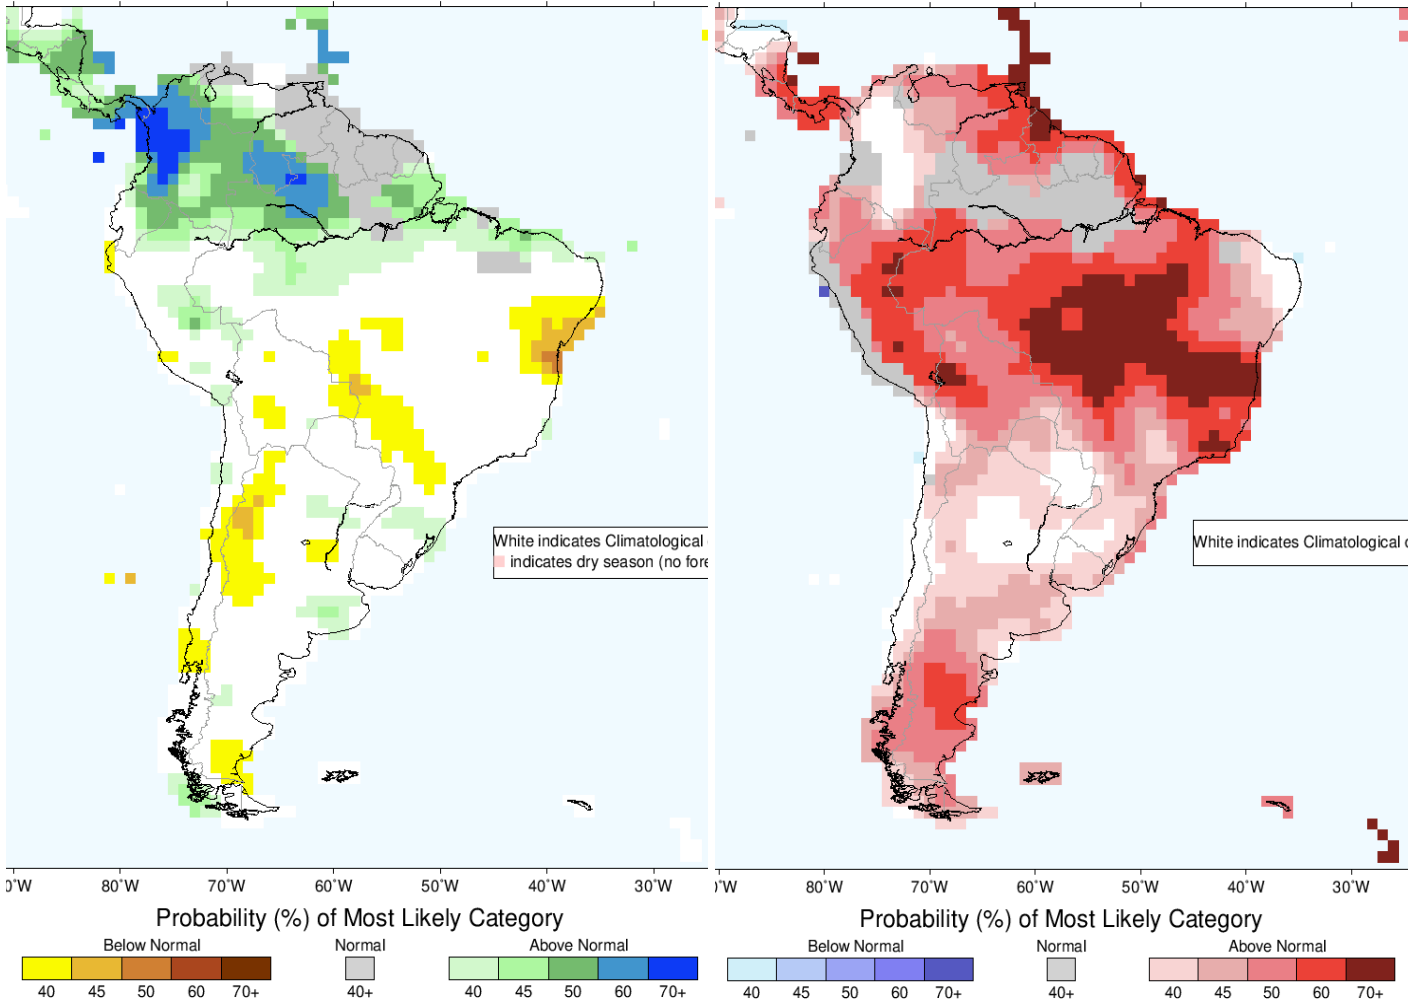 White indicates Climatological
indicates dry season (no fore
White indicates Climatological
0°W 80°W 70°W 60°W 50°W 40°W 30°W
W 80°W 70°W 60°W 50°W 40°W 30°W
Probability (%) of Most Likely Category
Below Normal Normal Above Normal
40 45 50 60 70+ 40+ 40 45 50 60 70+
Probability (%) of Most Likely Category
Below Normal Normal Above Normal
40 45 50 60 70+ 40+ 40 45 50 60 70+